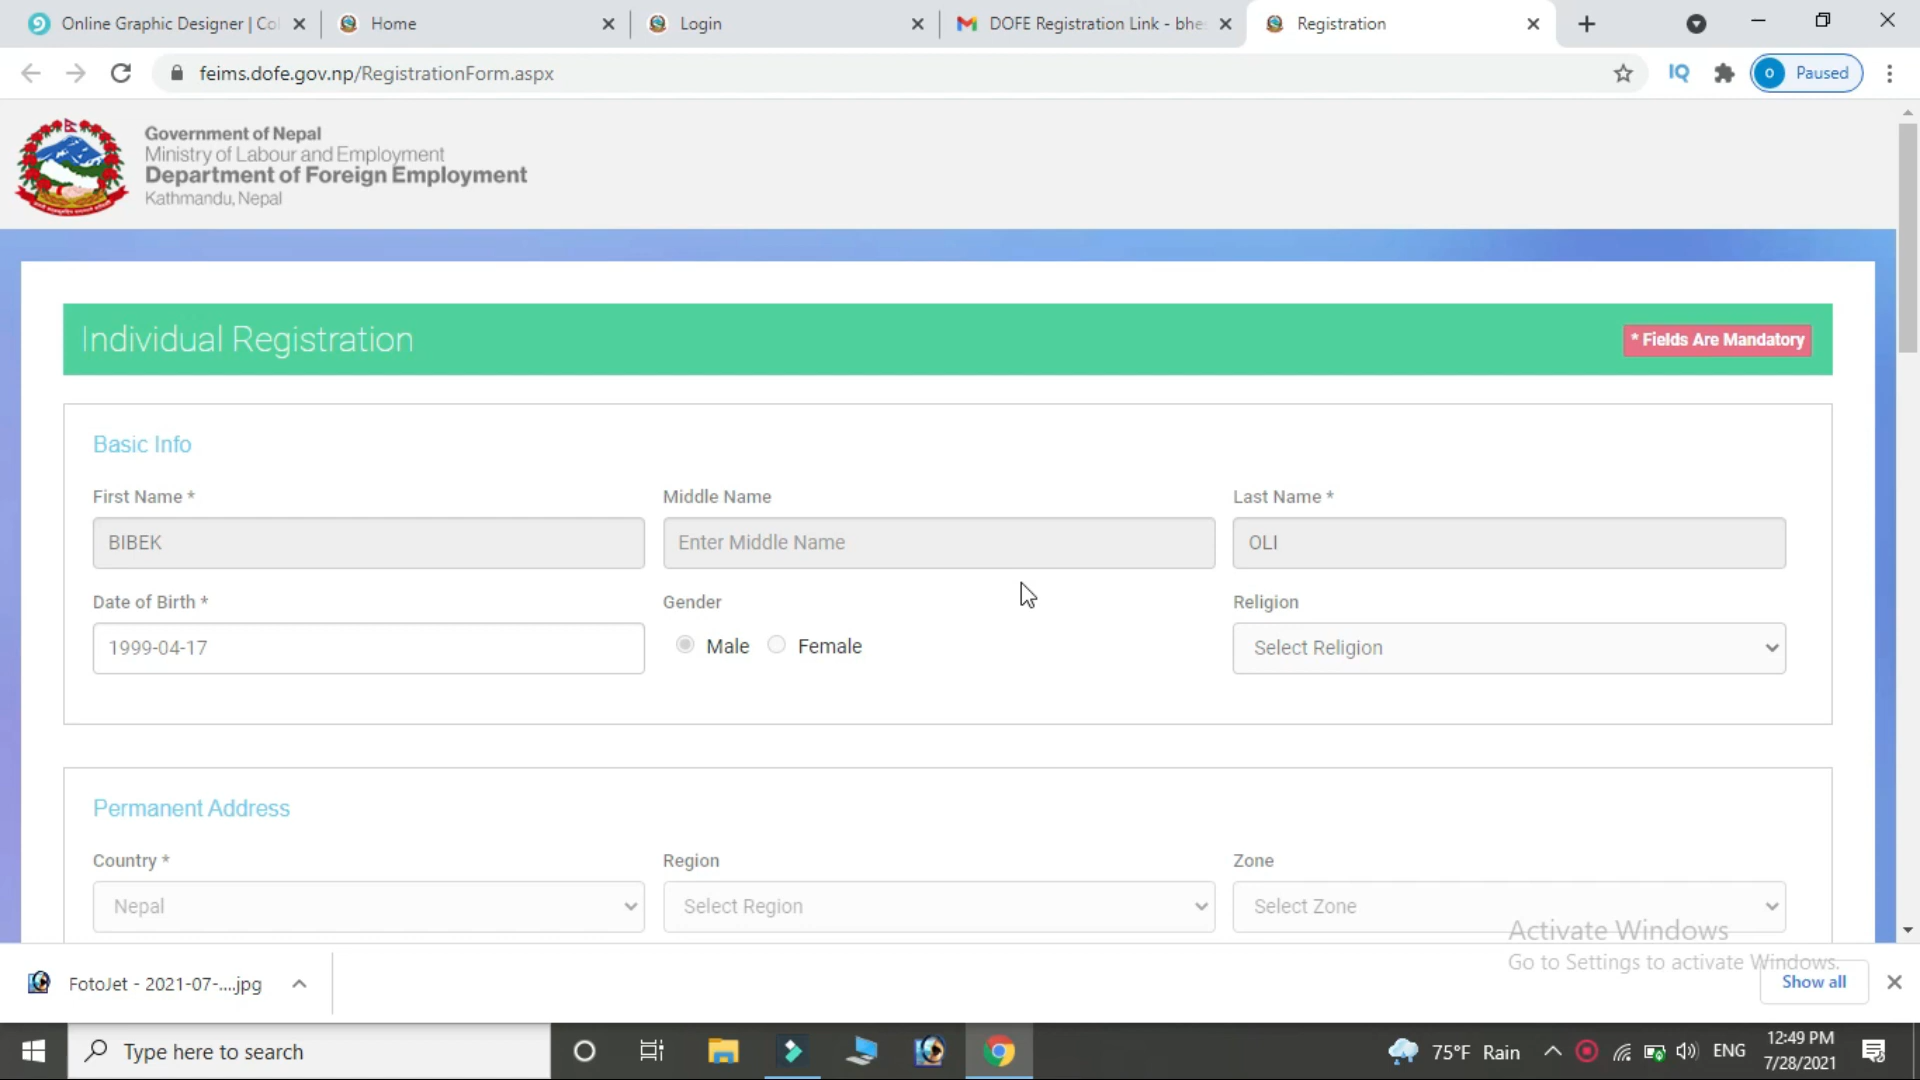 Online Graphic Designer | Co
Home
Login
DOFE Registration Link - bhe
Registration
feims.dofe.gov.np/RegistrationForm.aspx
IQ
o
Paused
Government of Nepal
Ministry of Labour and Employment
Department of Foreign Employment
Kathmandu, Nepal
Individual Registration
* Fields Are Mandatory
Basic Info
First Name *
Middle Name
Last Name *
BIBEK
Enter Middle Name
OLI
Date of Birth *
Gender
Religion
1999-04-17
Male
Female
Select Religion
Permanent Address
Country *
Region
Zone
Nepal
Select Region
Select Zone
Activate Windows
Go to Settings to activate Windows.
FotoJet - 2021-07-....jpg
Show all
Type here to search
75°F Rain
ENG
12:49 PM
7/28/2021